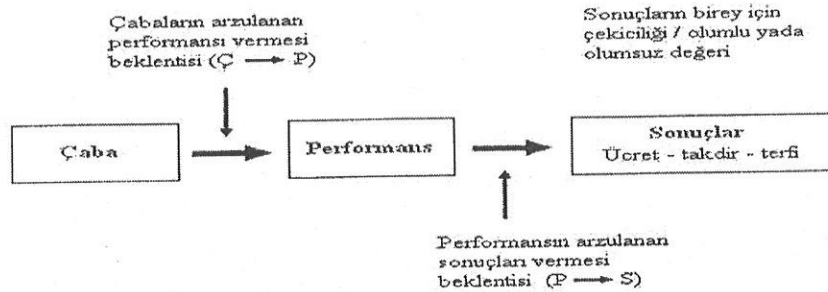 Çabaların arzulanan
performansı vermesi
beklentisi (Ç → P)
Sonuçların birey için
çekiciliği / olumlu yada
olumsuz değeri
Çaba
Performans
Sonuçlar
Ücret - takdir - terfi
Performansın arzulanan
sonuçları vermesi
beklentisi (P → S)